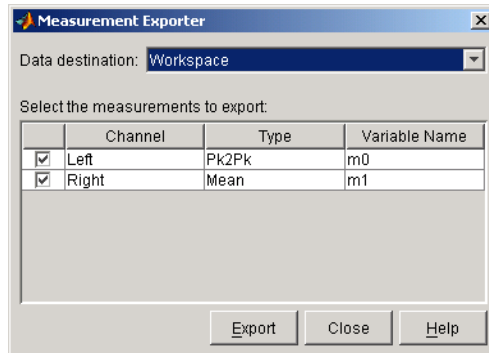 Measurement Exporter
Data destination: Workspace
Select the measurements to export:
Channel Type Variable Name
Left Pk2Pk m0
Right Mean m1
Export Close Help